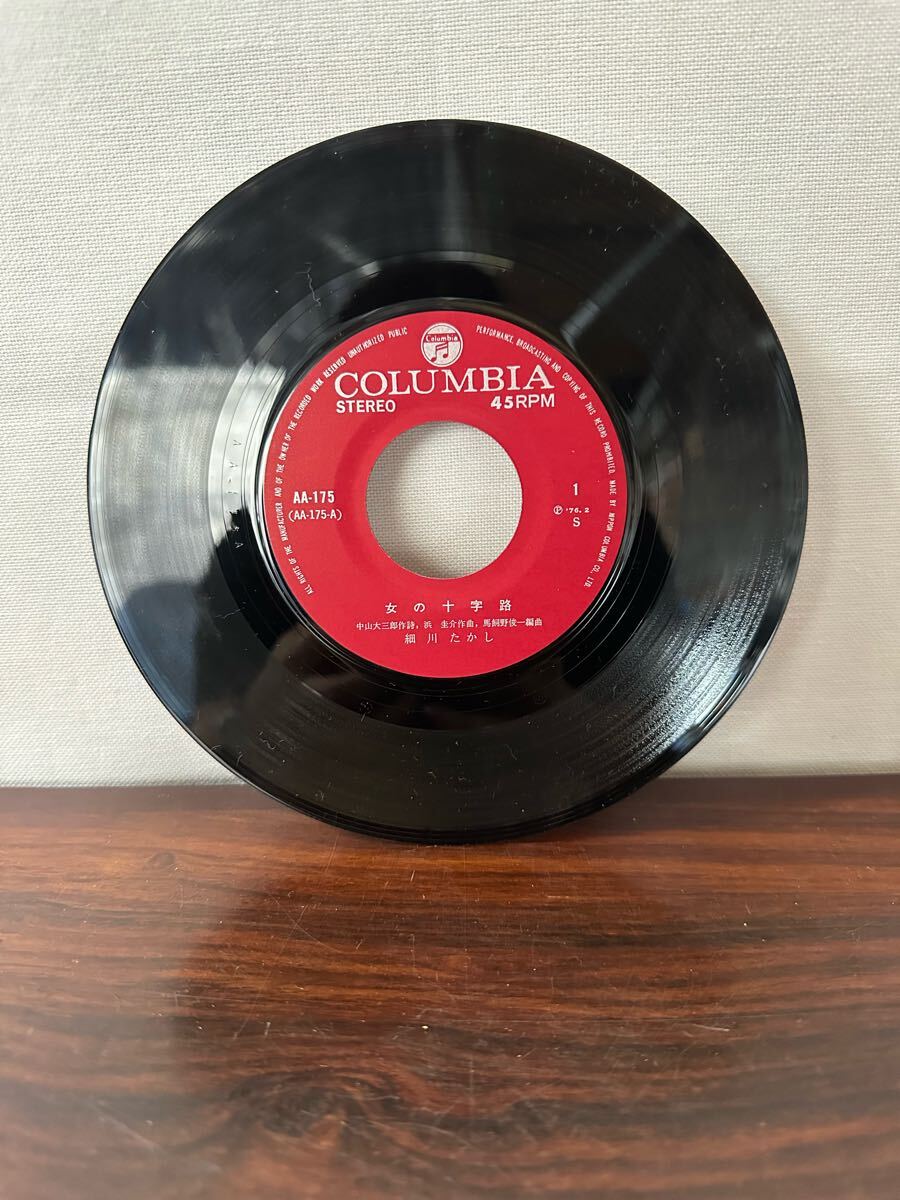 ALL RIGHTS OF THE MANUFACTURER AND OF THE OWNER OF THE RECORDED WORK RESERVED UNAUTHORIZED PUBLIC PERFORMANCE, BROADCASTING AND COPYING OF THIS RECORD PROHIBITED. MADE BY NIPPON COLUMBIA CO., LTD.
Columbia
COLUMBIA
STEREO 45RPM
AA-175 1
(AA-175-A) Ⓟ '76.2
S
女の十字路
中山大三郎作詩, 浜 圭介作曲, 馬飼野俊一編曲
細川たかし